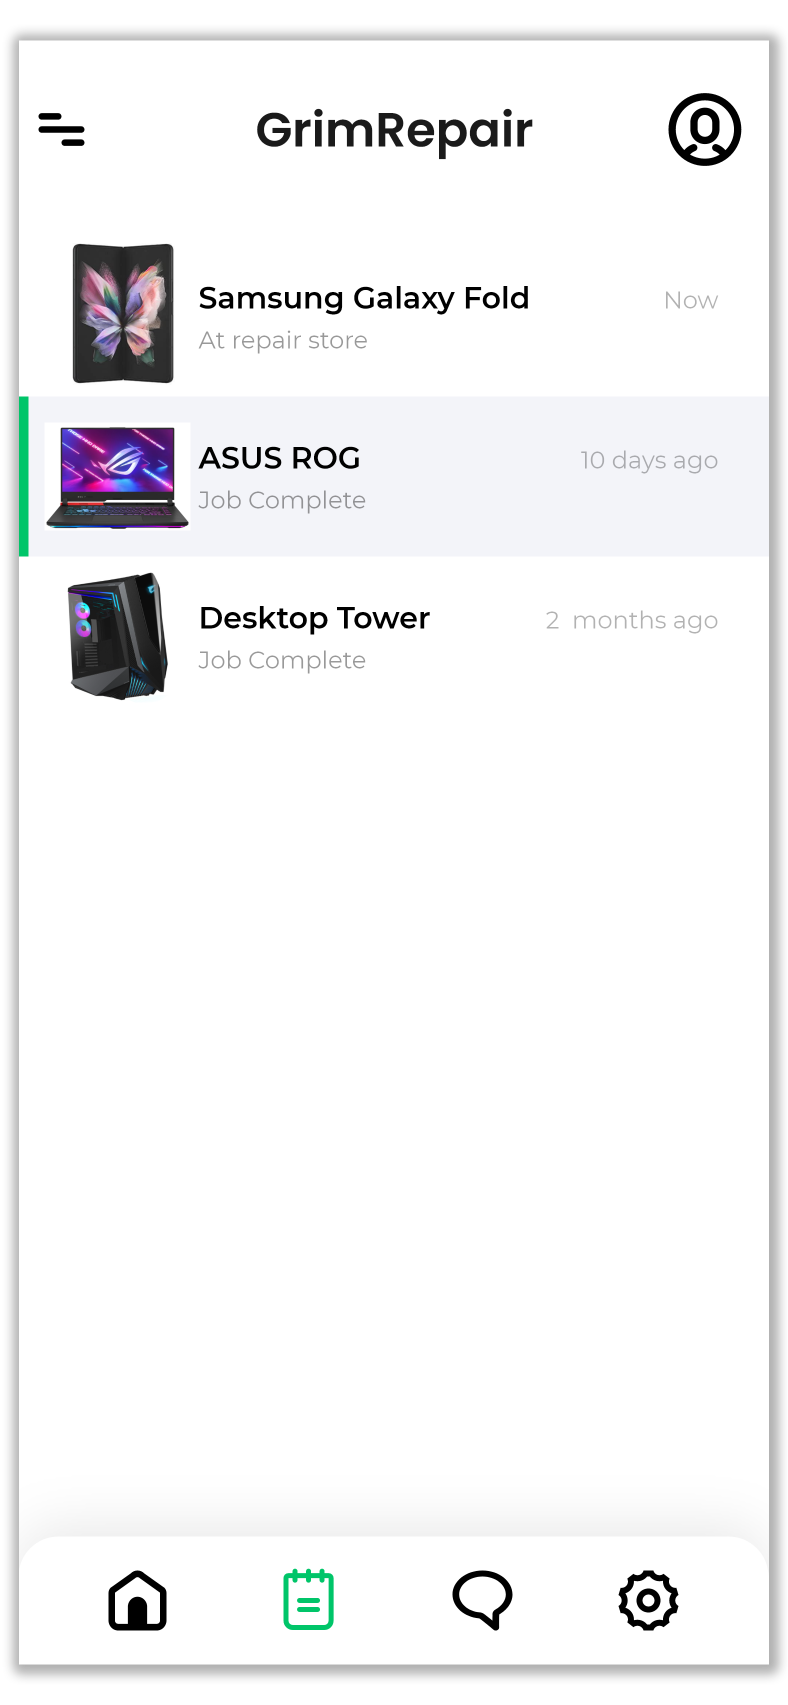 GrimRepair
Samsung Galaxy Fold
Now
At repair store
ASUS ROG
10 days ago
Job Complete
Desktop Tower
2 months ago
Job Complete